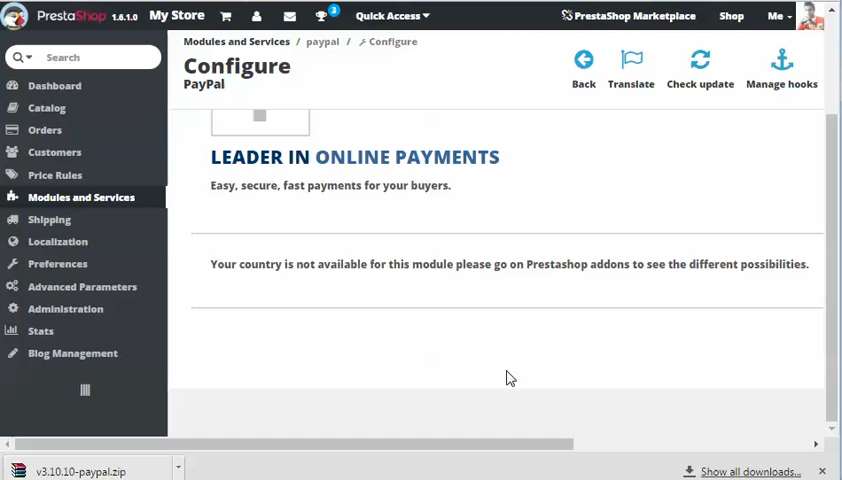 PrestaShop 1.6.1.0 My Store 3 Quick Access PrestaShop Marketplace Shop Me
Search
Dashboard
Catalog
Orders
Customers
Price Rules
Modules and Services
Shipping
Localization
Preferences
Advanced Parameters
Administration
Stats
Blog Management
Modules and Services / paypal / Configure
Configure
PayPal
Back Translate Check update Manage hooks
LEADER IN ONLINE PAYMENTS
Easy, secure, fast payments for your buyers.
Your country is not available for this module please go on Prestashop addons to see the different possibilities.
v3.10.10-paypal.zip
Show all downloads...